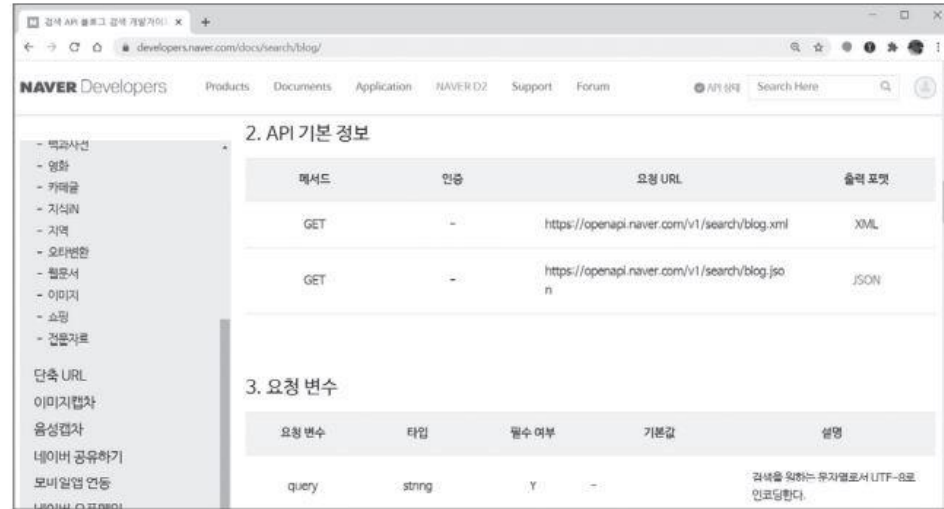 검색 API 블로그 검색 개발가이
developers.naver.com/docs/search/blog/
NAVER Developers Products Documents Application NAVER D2 Support Forum API 상태 Search Here
- 백과사전
- 영화
- 카페글
- 지식iN
- 지역
- 오타변환
- 웹문서
- 이미지
- 쇼핑
- 전문자료
단축 URL
이미지캡차
음성캡차
네이버 공유하기
모바일앱 연동
네이버 오픈메인
2. API 기본 정보
메서드 인증 요청 URL 출력 포맷
GET - https://openapi.naver.com/v1/search/blog.xml XML
GET - https://openapi.naver.com/v1/search/blog.jso
n JSON
3. 요청 변수
요청 변수 타입 필수 여부 기본값 설명
query string Y - 검색을 원하는 문자열로서 UTF-8로
인코딩한다.